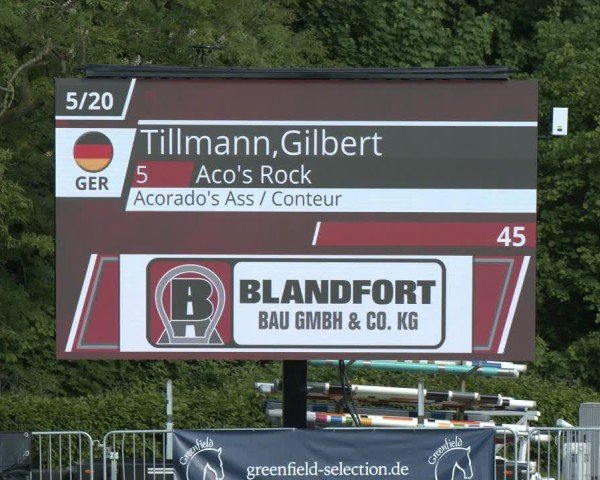 5/20
Tillmann,Gilbert
GER
5 Aco's Rock
Acorado's Ass / Conteur
45
BLANDFORT
BAU GMBH & CO. KG
Greenfield greenfield-selection.de Greenfield